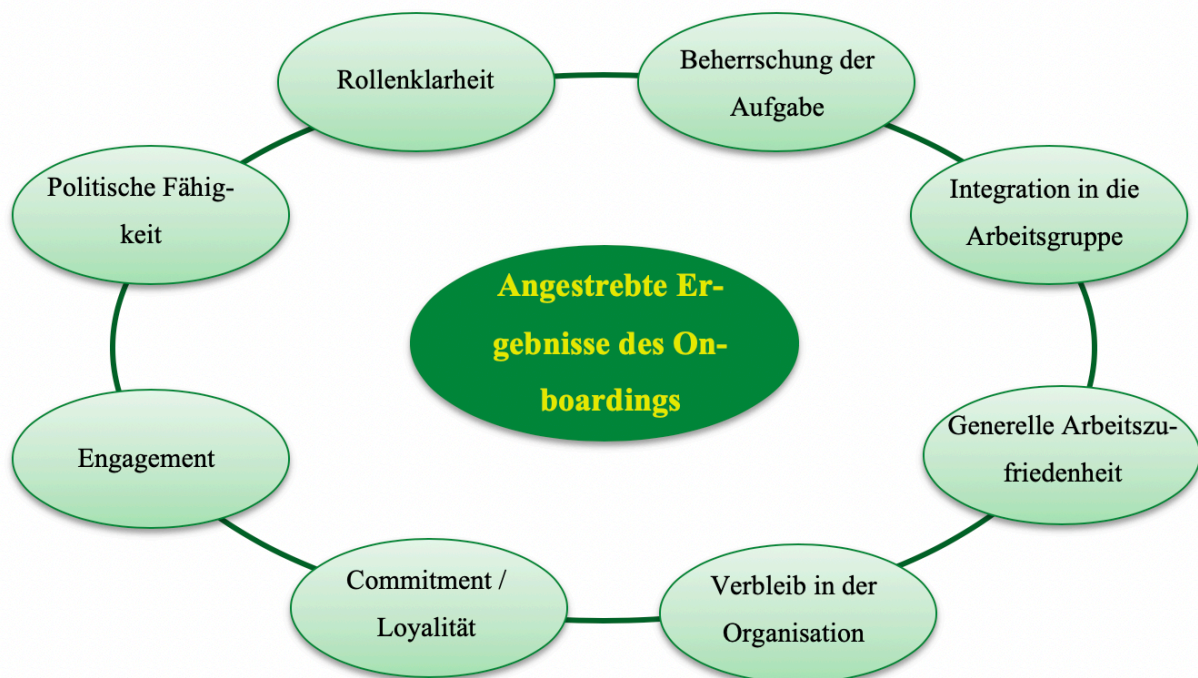 Rollenklarheit
Beherrschung der
Aufgabe
Integration in die
Arbeitsgruppe
Generelle Arbeitszu-
friedenheit
Verbleib in der
Organisation
Commitment /
Loyalität
Engagement
Politische Fähig-
keit
Angestrebte Er-
gebnisse des On-
boardings